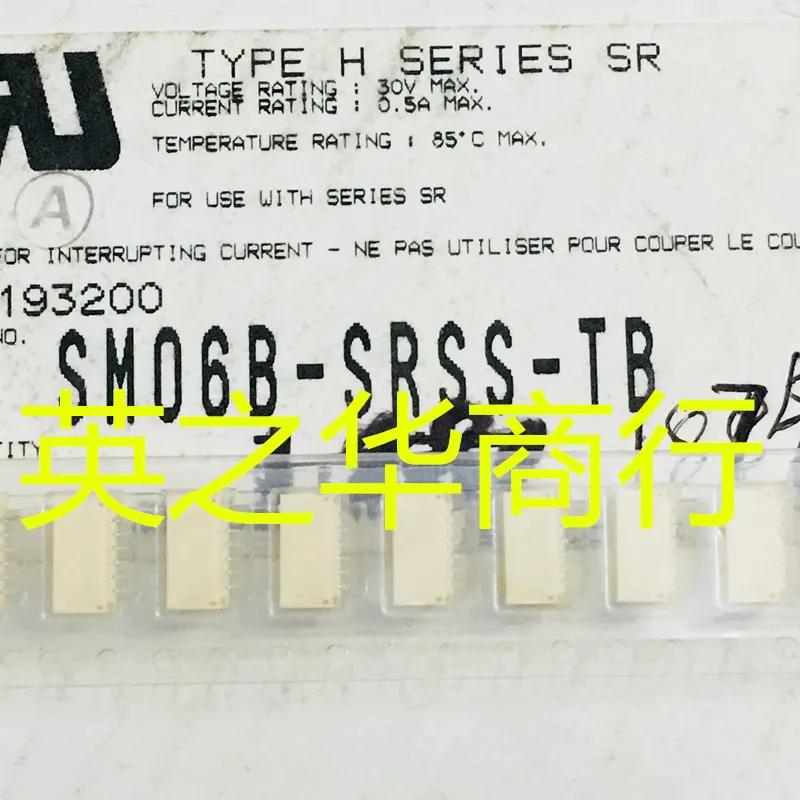 TYPE H SERIES SR
VOLTAGE RATING : 30V MAX.
CURRENT RATING : 0.5A MAX.
TEMPERATURE RATING : 85°C MAX.
A
FOR USE WITH SERIES SR
FOR INTERRUPTING CURRENT - NE PAS UTILISER POUR COUPER LE COU
193200
NO.
SM06B-SRSS-TB
英之华商行
TITY